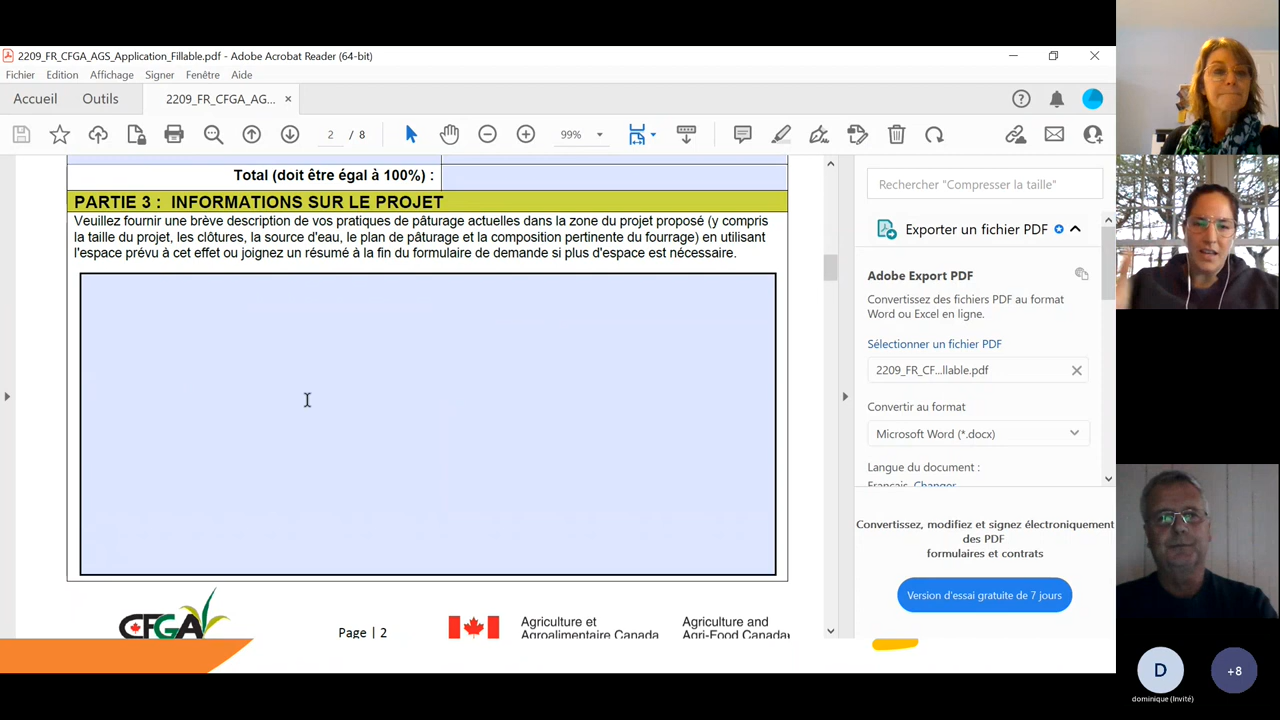 2209_FR_CFGA_AGS_Application_Fillable.pdf - Adobe Acrobat Reader (64-bit)
Fichier Edition Affichage Signer Fenêtre Aide
Accueil Outils 2209_FR_CFGA_AG... ×
2 / 8 99%
Total (doit être égal à 100%) :
PARTIE 3 : INFORMATIONS SUR LE PROJET
Veuillez fournir une brève description de vos pratiques de pâturage actuelles dans la zone du projet proposé (y compris
la taille du projet, les clôtures, la source d'eau, le plan de pâturage et la composition pertinente du fourrage) en utilisant
l'espace prévu à cet effet ou joignez un résumé à la fin du formulaire de demande si plus d'espace est nécessaire.
CFGA
Page | 2
Agriculture et
Agroalimentaire Canada
Agriculture and
Agri-Food Canada
Rechercher "Compresser la taille"
Exporter un fichier PDF
Adobe Export PDF
Convertissez des fichiers PDF au format
Word ou Excel en ligne.
Sélectionner un fichier PDF
2209_FR_CF...llable.pdf
Convertir au format
Microsoft Word (*.docx)
Langue du document :
Français Changer
Convertissez, modifiez et signez électroniquement
des PDF
formulaires et contrats
Version d'essai gratuite de 7 jours
D
+8
dominique (Invité)